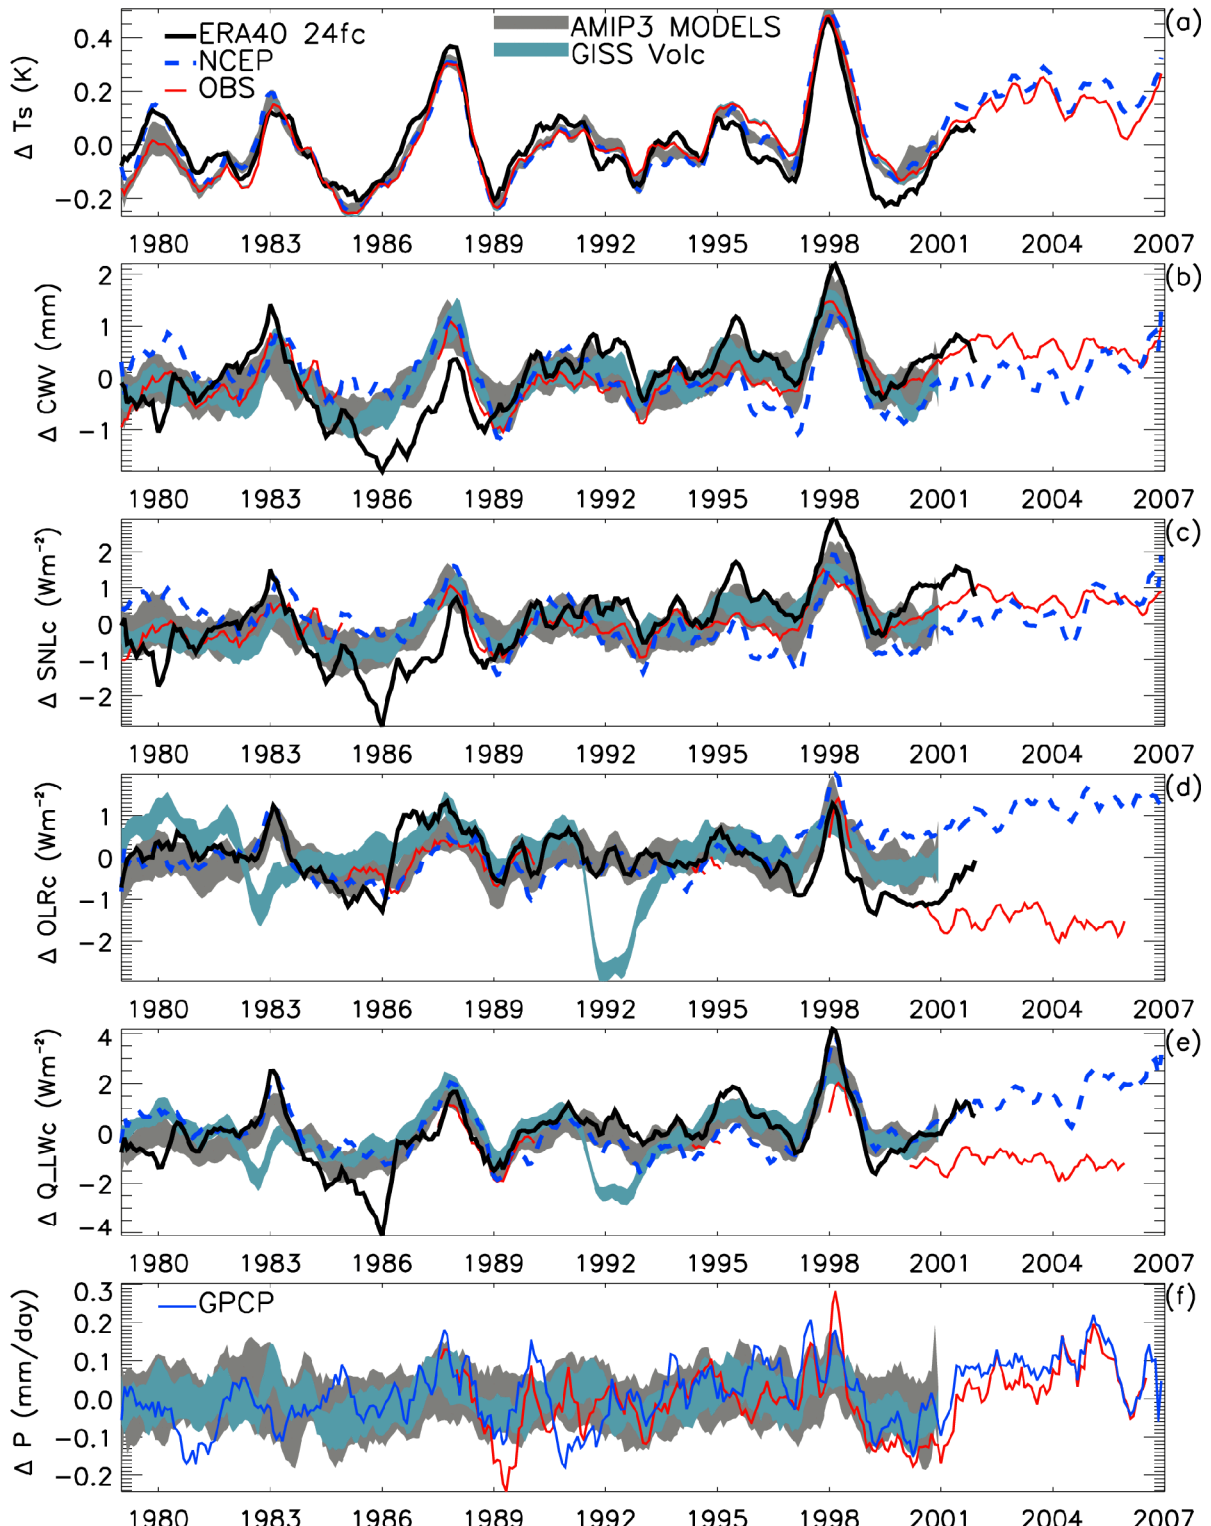 (a)
ERA40 24fc
NCEP
OBS
AMIP3 MODELS
GISS Volc
Δ Ts (K)
0.4
0.2
0.0
−0.2
1980 1983 1986 1989 1992 1995 1998 2001 2004 2007
(b)
Δ CWV (mm)
2
1
0
−1
1980 1983 1986 1989 1992 1995 1998 2001 2004 2007
(c)
Δ SNLc (Wm⁻²)
2
1
0
−1
−2
1980 1983 1986 1989 1992 1995 1998 2001 2004 2007
(d)
Δ OLRc (Wm⁻²)
1
0
−1
−2
1980 1983 1986 1989 1992 1995 1998 2001 2004 2007
(e)
Δ Q_LWc (Wm⁻²)
4
2
0
−2
−4
1980 1983 1986 1989 1992 1995 1998 2001 2004 2007
(f)
GPCP
Δ P (mm/day)
0.3
0.2
0.1
0.0
−0.1
−0.2
1980 1983 1986 1989 1992 1995 1998 2001 2004 2007